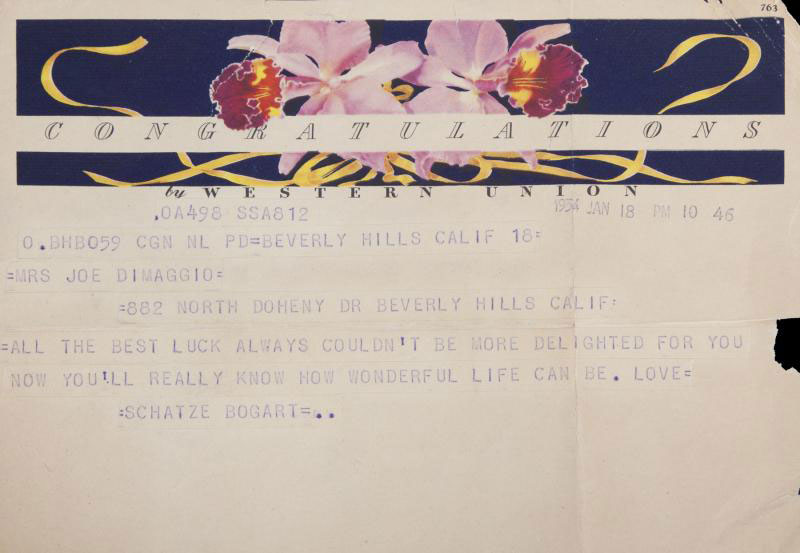 763
CONGRATULATIONS
by WESTERN UNION
.OA498 SSA812
1954 JAN 18 PM 10 46
O.BHB059 CGN NL PD=BEVERLY HILLS CALIF 18=
=MRS JOE DIMAGGIO=
=882 NORTH DOHENY DR BEVERLY HILLS CALIF=
=ALL THE BEST LUCK ALWAYS COULDN'T BE MORE DELIGHTED FOR YOU
NOW YOU'LL REALLY KNOW HOW WONDERFUL LIFE CAN BE. LOVE=
=SCHATZE BOGART=..